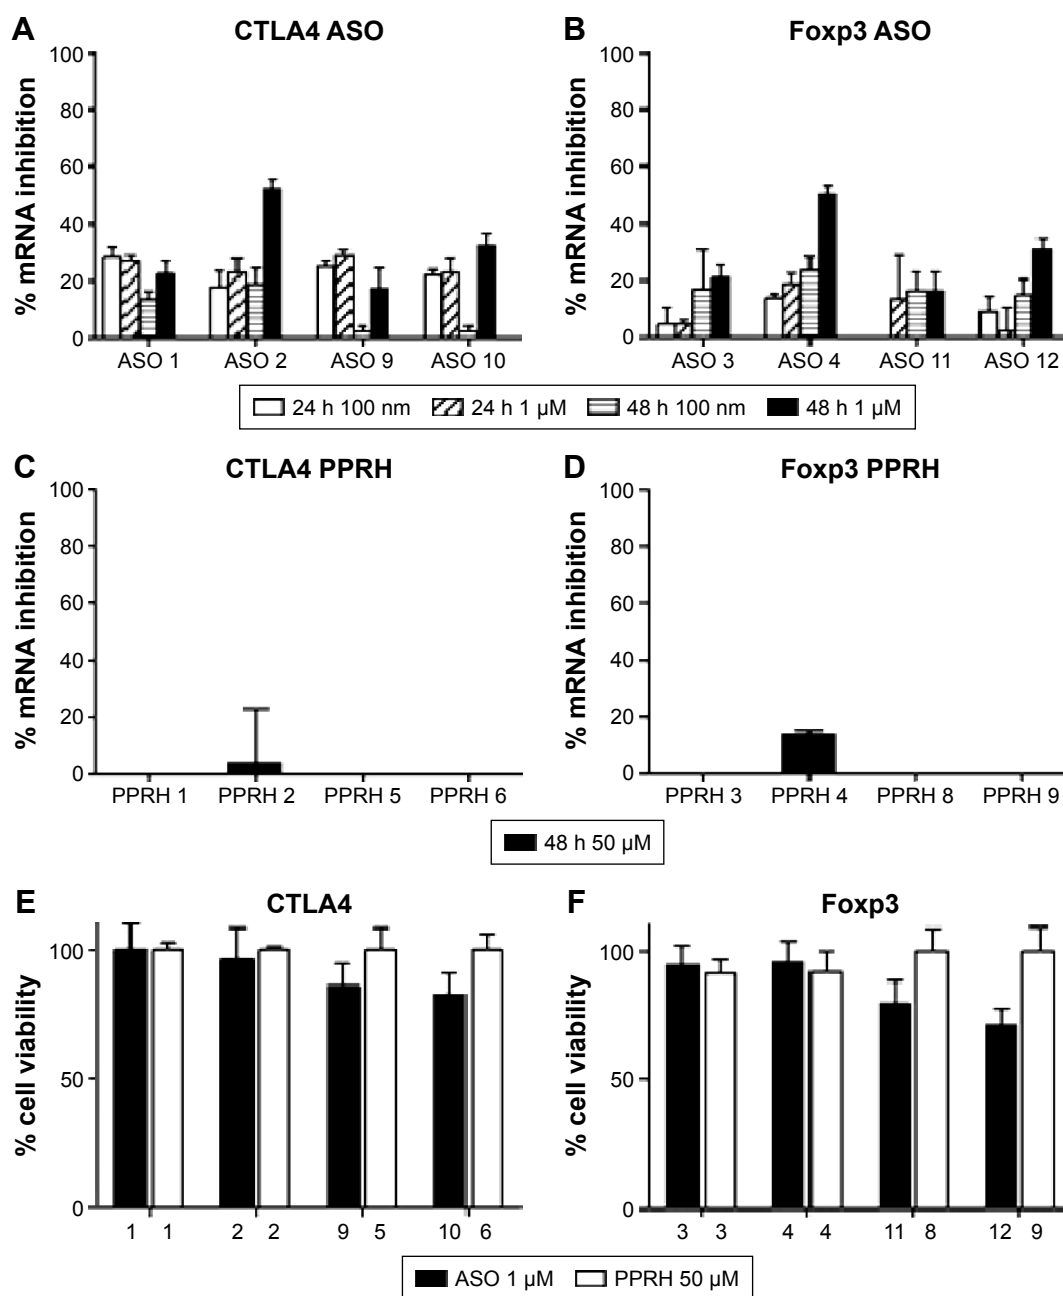 A CTLA4 ASO
% mRNA inhibition
100
80
60
40
20
0
ASO 1 ASO 2 ASO 9 ASO 10
B Foxp3 ASO
% mRNA inhibition
100
80
60
40
20
0
ASO 3 ASO 4 ASO 11 ASO 12
24 h 100 nm 24 h 1 µM 48 h 100 nm 48 h 1 µM
C CTLA4 PPRH
% mRNA inhibition
100
80
60
40
20
0
PPRH 1 PPRH 2 PPRH 5 PPRH 6
D Foxp3 PPRH
% mRNA inhibition
100
80
60
40
20
0
PPRH 3 PPRH 4 PPRH 8 PPRH 9
48 h 50 µM
E CTLA4
% cell viability
100
50
0
1 1 2 2 9 5 10 6
F Foxp3
% cell viability
100
50
0
3 3 4 4 11 8 12 9
ASO 1 µM PPRH 50 µM